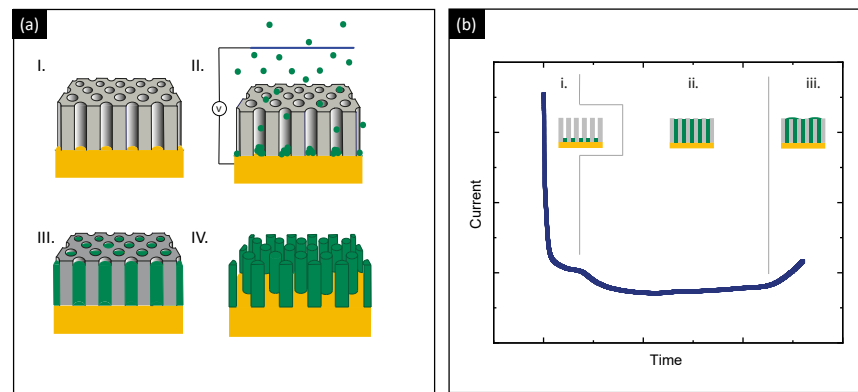 (a)
I.
II.
V
III.
IV.
(b)
i.
ii.
iii.
Current
Time